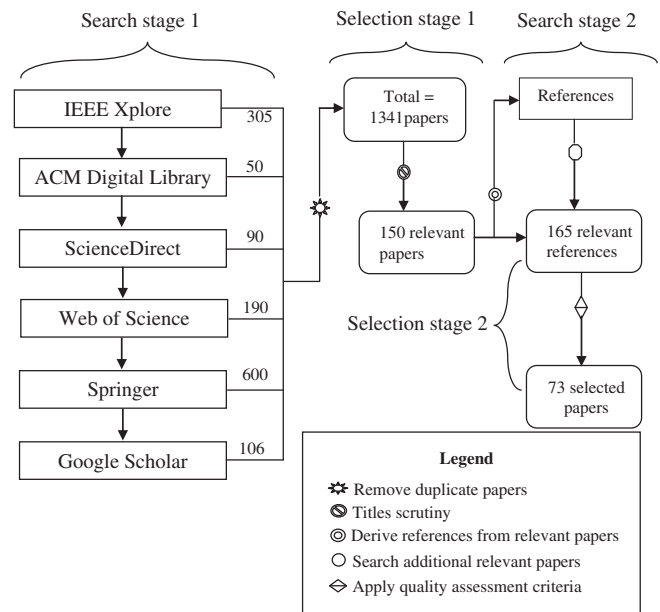 Search stage 1
Selection stage 1
Search stage 2
IEEE Xplore
305
ACM Digital Library
50
ScienceDirect
90
Web of Science
190
Springer
600
Google Scholar
106
Total =
1341papers
150 relevant
papers
References
165 relevant
references
Selection stage 2
73 selected
papers
Legend
Remove duplicate papers
Titles scrutiny
Derive references from relevant papers
Search additional relevant papers
Apply quality assessment criteria